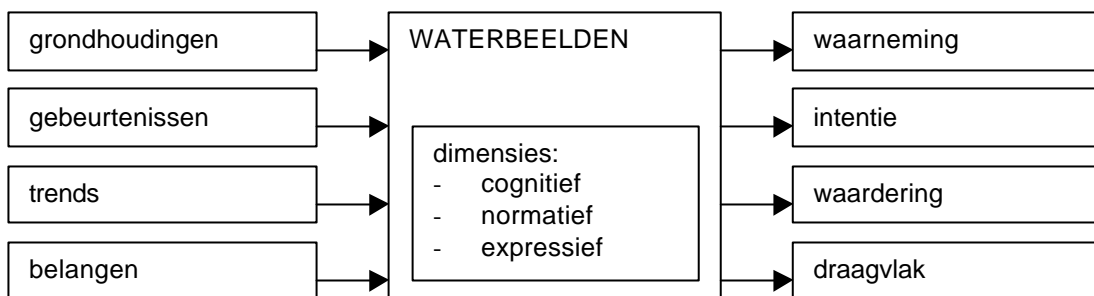 grondhoudingen
gebeurtenissen
trends
belangen
WATERBEELDEN
dimensies:
- cognitief
- normatief
- expressief
waarneming
intentie
waardering
draagvlak